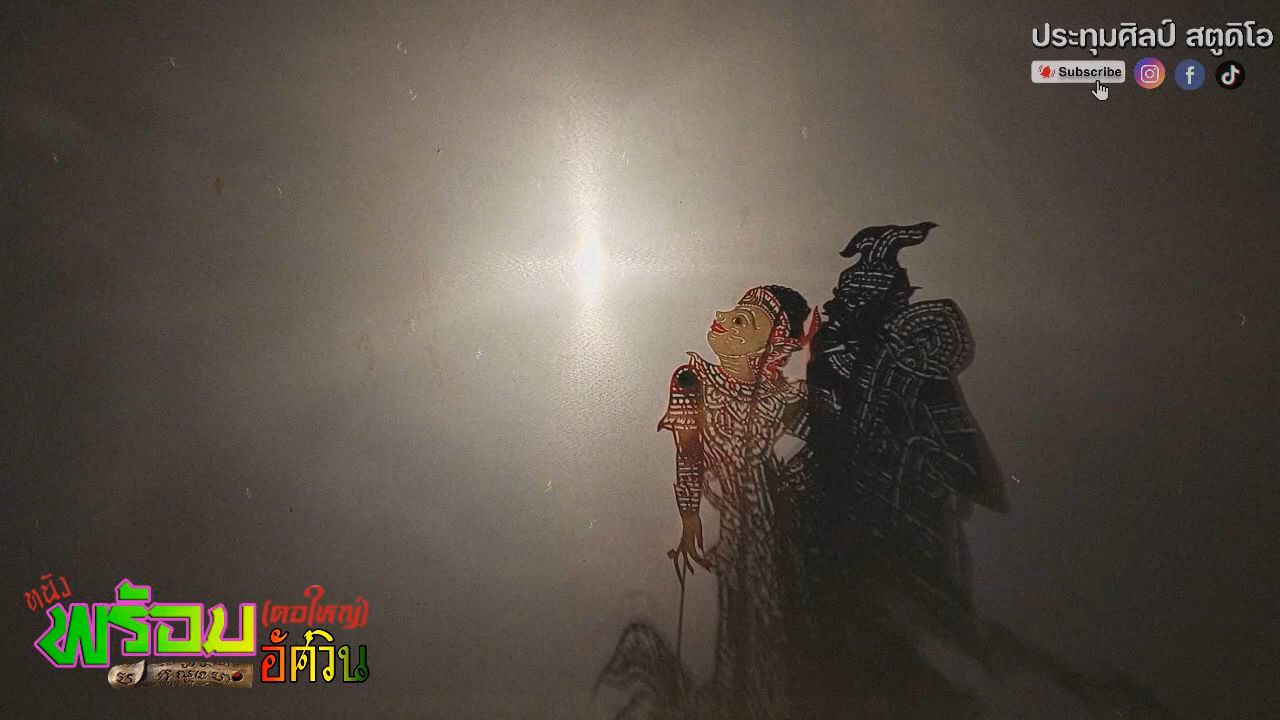 ประทุมศิลป์ สตูดิโอ
Subscribe
หนัง
พร้อม
(ตอใหญ่)
อัศวิน